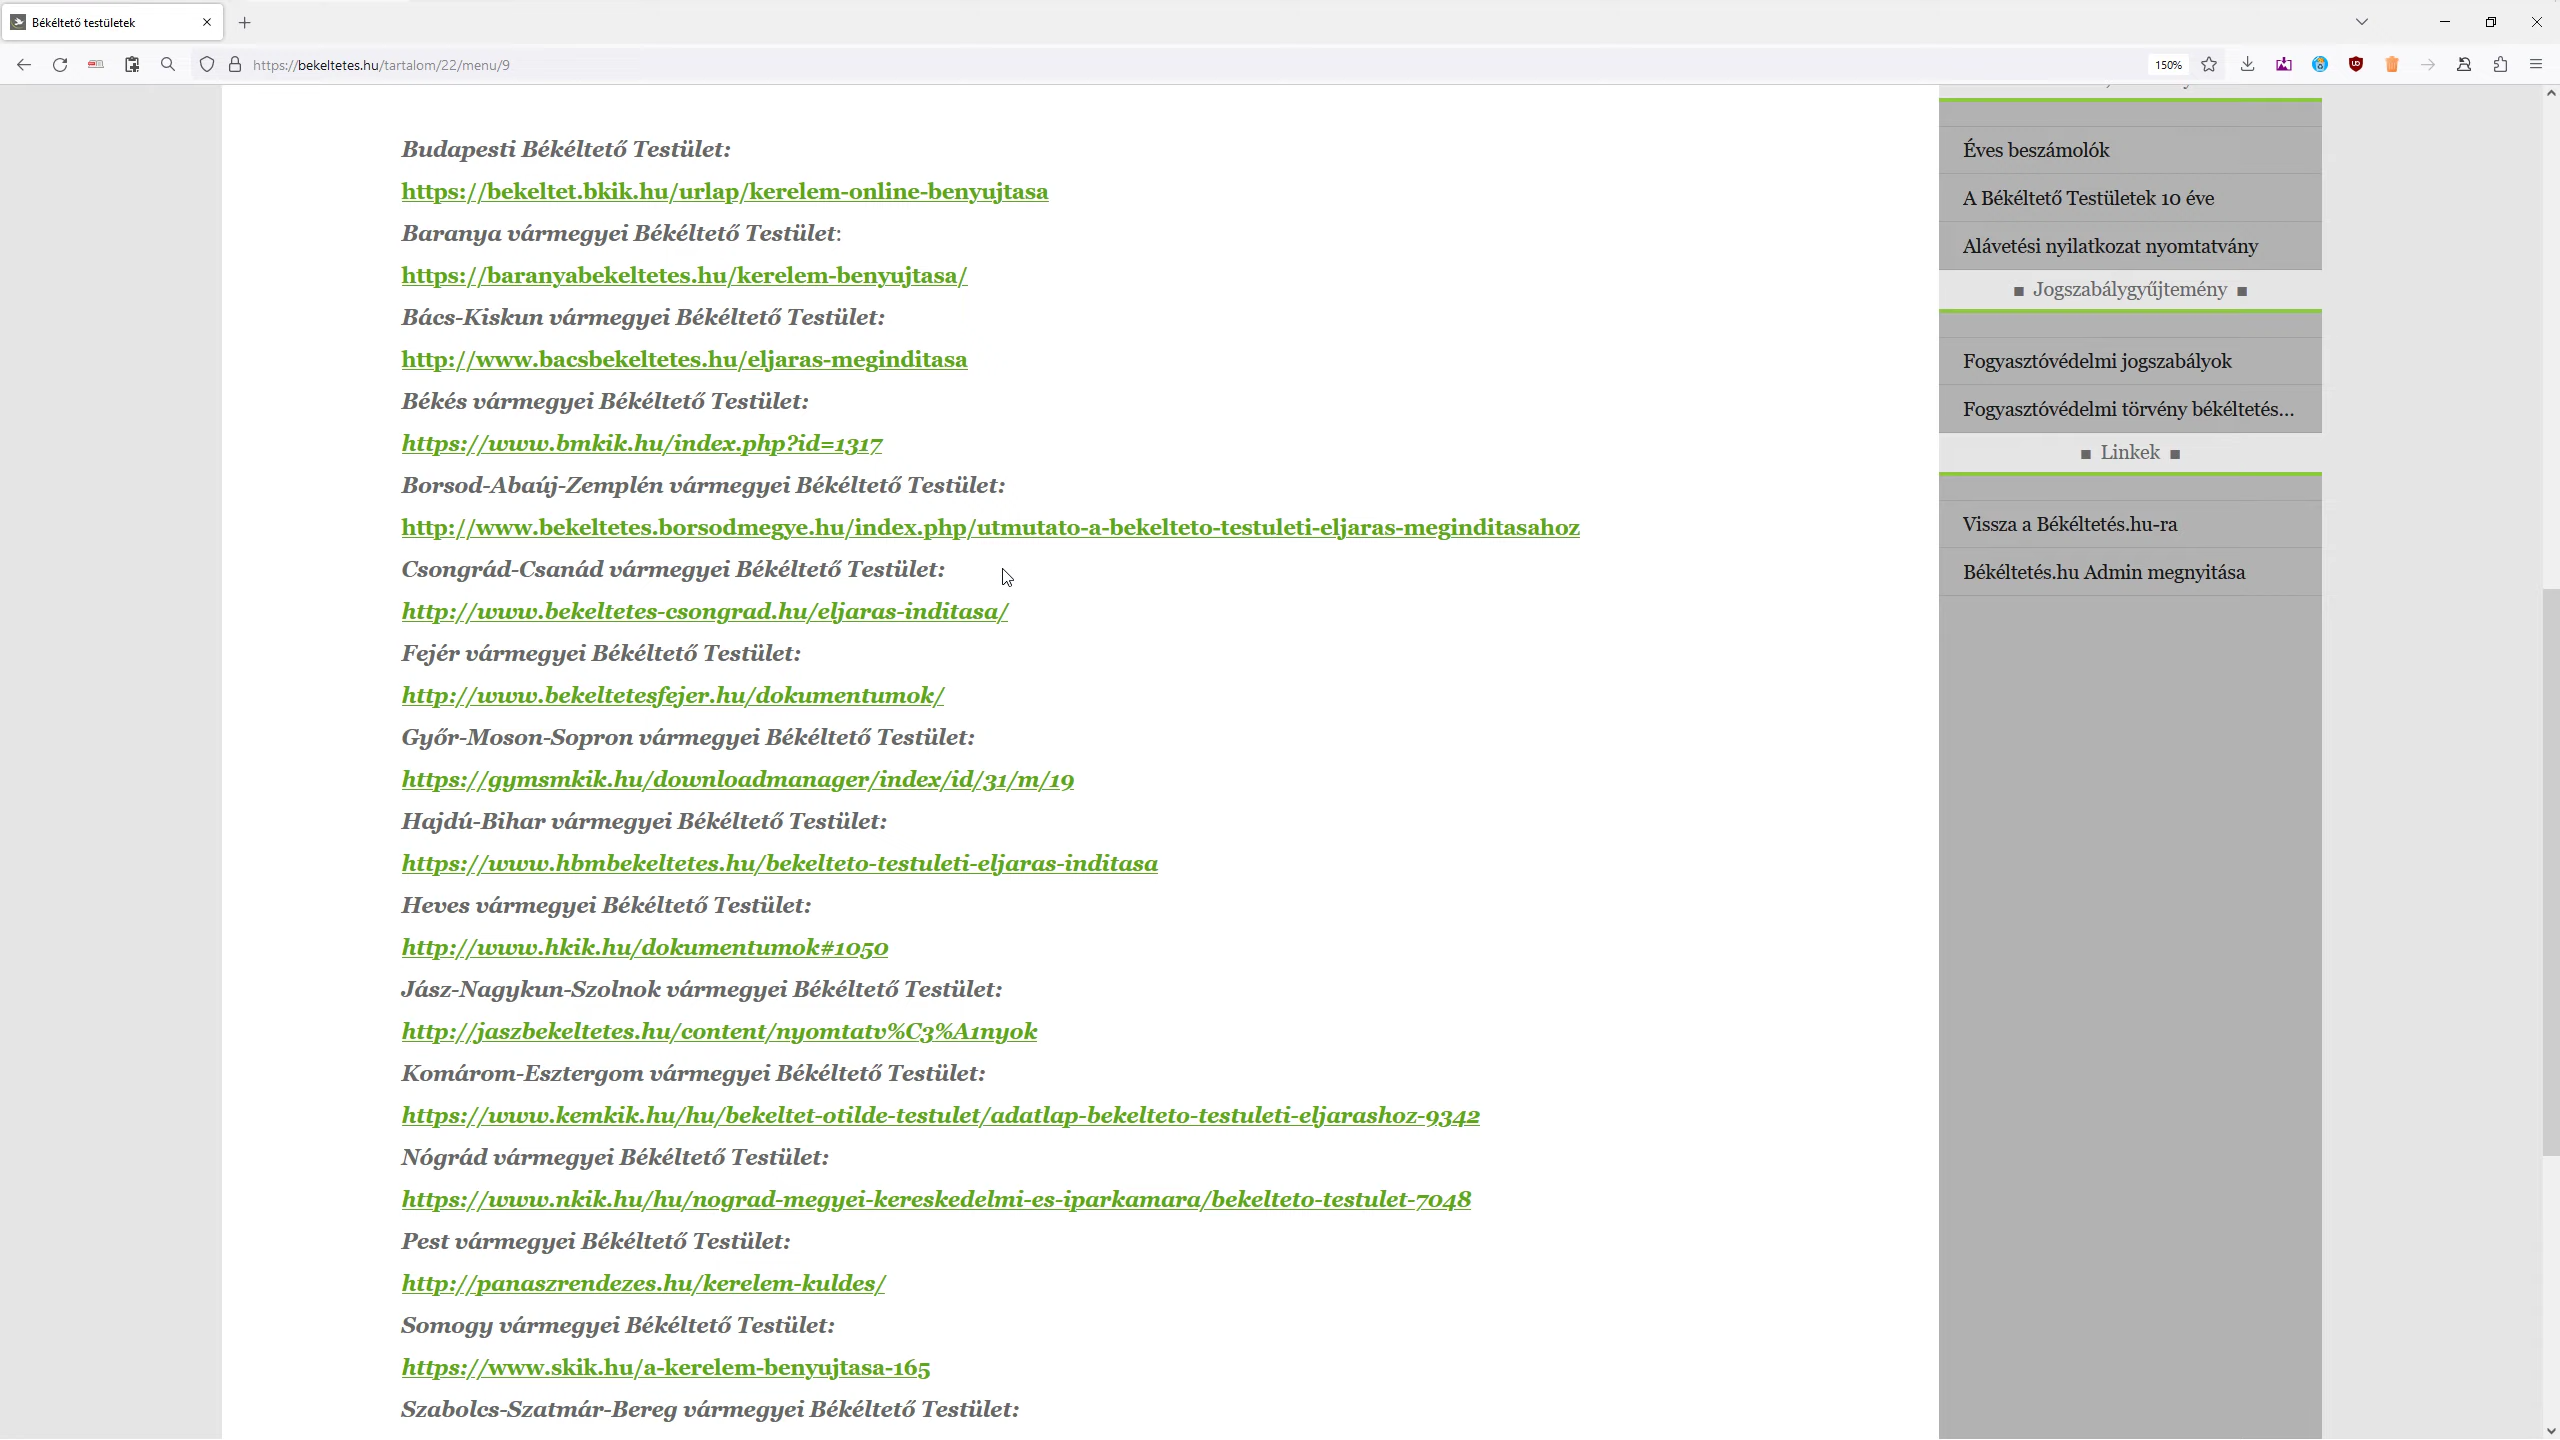 Békéltető testületek
https://bekeltetes.hu/tartalom/22/menu/9
150%
Budapesti Békéltető Testület:
https://bekeltet.bkik.hu/urlap/kerelem-online-benyujtasa
Baranya vármegyei Békéltető Testület:
https://baranyabekeltetes.hu/kerelem-benyujtasa/
Bács-Kiskun vármegyei Békéltető Testület:
http://www.bacsbekeltetes.hu/eljaras-meginditasa
Békés vármegyei Békéltető Testület:
https://www.bmkik.hu/index.php?id=1317
Borsod-Abaúj-Zemplén vármegyei Békéltető Testület:
http://www.bekeltetes.borsodmegye.hu/index.php/utmutato-a-bekelteto-testuleti-eljaras-meginditasahoz
Csongrád-Csanád vármegyei Békéltető Testület:
http://www.bekeltetes-csongrad.hu/eljaras-inditasa/
Fejér vármegyei Békéltető Testület:
http://www.bekeltetesfejer.hu/dokumentumok/
Győr-Moson-Sopron vármegyei Békéltető Testület:
https://gymsmkik.hu/downloadmanager/index/id/31/m/19
Hajdú-Bihar vármegyei Békéltető Testület:
https://www.hbmbekeltetes.hu/bekelteto-testuleti-eljaras-inditasa
Heves vármegyei Békéltető Testület:
http://www.hkik.hu/dokumentumok#1050
Jász-Nagykun-Szolnok vármegyei Békéltető Testület:
http://jaszbekeltetes.hu/content/nyomtatv%C3%A1nyok
Komárom-Esztergom vármegyei Békéltető Testület:
https://www.kemkik.hu/hu/bekeltet-otilde-testulet/adatlap-bekelteto-testuleti-eljarashoz-9342
Nógrád vármegyei Békéltető Testület:
https://www.nkik.hu/hu/nograd-megyei-kereskedelmi-es-iparkamara/bekelteto-testulet-7048
Pest vármegyei Békéltető Testület:
http://panaszrendezes.hu/kerelem-kuldes/
Somogy vármegyei Békéltető Testület:
https://www.skik.hu/a-kerelem-benyujtasa-165
Szabolcs-Szatmár-Bereg vármegyei Békéltető Testület:
Éves beszámolók
A Békéltető Testületek 10 éve
Alávetési nyilatkozat nyomtatvány
■ Jogszabálygyűjtemény ■
Fogyasztóvédelmi jogszabályok
Fogyasztóvédelmi törvény békéltetés...
■ Linkek ■
Vissza a Békéltetés.hu-ra
Békéltetés.hu Admin megnyitása